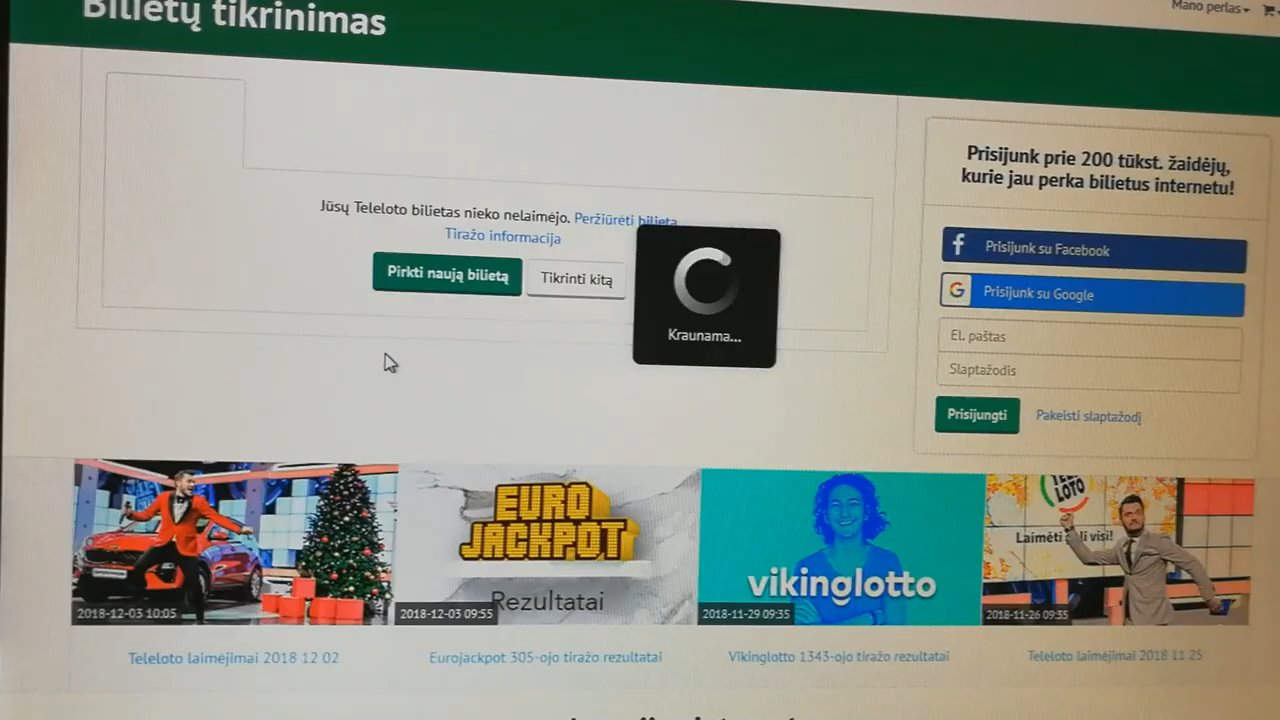 Mano perlas
Bilietų tikrinimas
Prisijunk prie 200 tūkst. žaidėjų,
kurie jau perka bilietus internetu!
Jūsų Teleloto bilietas nieko nelaimėjo. Peržiūrėti bilietą
Tiražo informacija
Pirkti naują bilietą
Tikrinti kitą
Kraunama...
Prisijunk su Facebook
Prisijunk su Google
El. paštas
Slaptažodis
Prisijungti
Pakeisti slaptažodį
EURO
JACKPOT
Rezultatai
vikinglotto
LOTO
Laimėti
visi!
2018-12-03 10:05
2018-12-03 09:55
2018-11-29 09:35
2018-11-26 09:35
Teleloto laimėjimai 2018 12 02
Eurojackpot 305-ojo tiražo rezultatai
Vikinglotto 1343-ojo tiražo rezultatai
Teleloto laimėjimai 2018 11 25